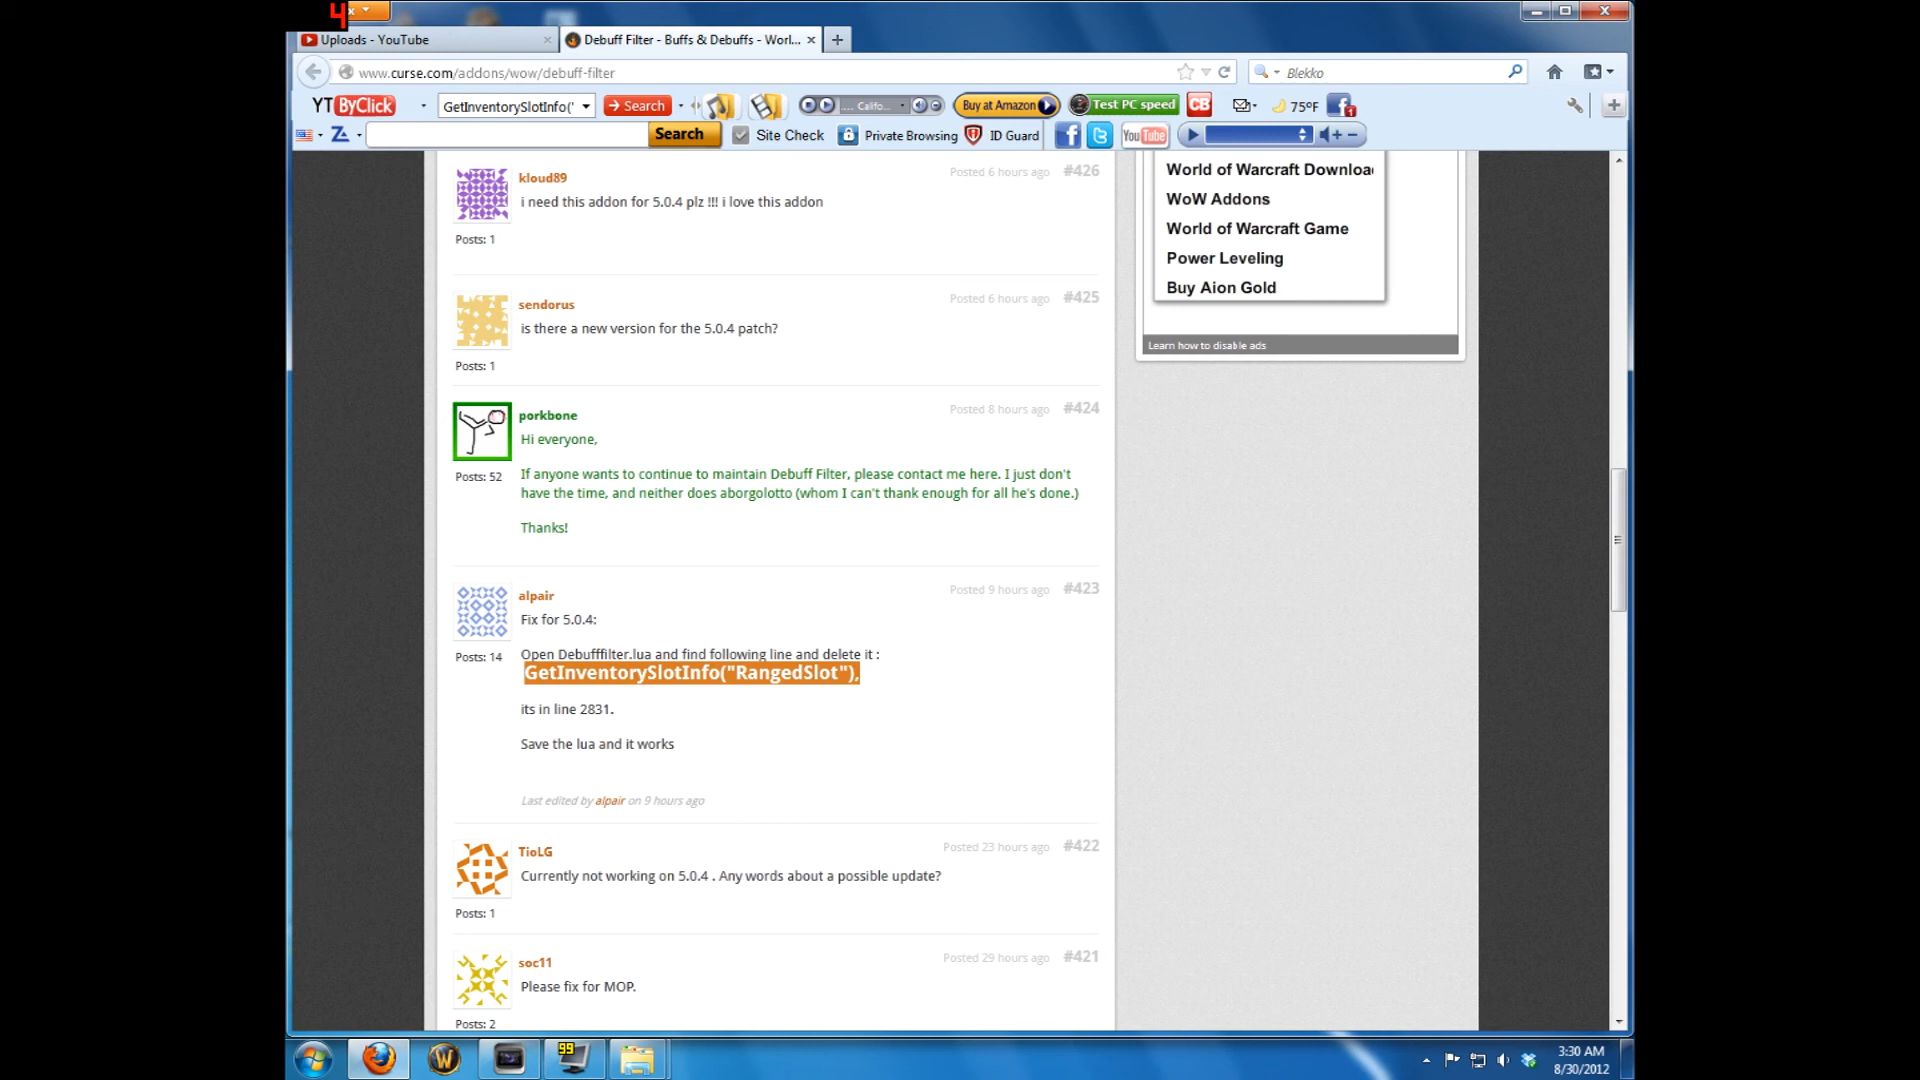 4
Uploads - YouTube
Debuff Filter - Buffs & Debuffs - Worl...
www.curse.com/addons/wow/debuff-filter
Blekko
YT ByClick
GetInventorySlotInfo('
Search
.... Califo...
Buy at Amazon
Test PC speed
CB
75ºF
1
Search
Site Check
Private Browsing
ID Guard
YouTube
kloud89
Posted 6 hours ago #426
i need this addon for 5.0.4 plz !!! i love this addon
Posts: 1
sendorus
Posted 6 hours ago #425
is there a new version for the 5.0.4 patch?
Posts: 1
porkbone
Posted 8 hours ago #424
Hi everyone,
If anyone wants to continue to maintain Debuff Filter, please contact me here. I just don't
have the time, and neither does aborgolotto (whom I can't thank enough for all he's done.)
Thanks!
Posts: 52
alpair
Posted 9 hours ago #423
Fix for 5.0.4:
Open Debufffilter.lua and find following line and delete it :
GetInventorySlotInfo("RangedSlot"),
its in line 2831.
Save the lua and it works
Last edited by alpair on 9 hours ago
Posts: 14
TioLG
Posted 23 hours ago #422
Currently not working on 5.0.4 . Any words about a possible update?
Posts: 1
soc11
Posted 29 hours ago #421
Please fix for MOP.
Posts: 2
World of Warcraft Downloa
WoW Addons
World of Warcraft Game
Power Leveling
Buy Aion Gold
Learn how to disable ads
99
3:30 AM
8/30/2012